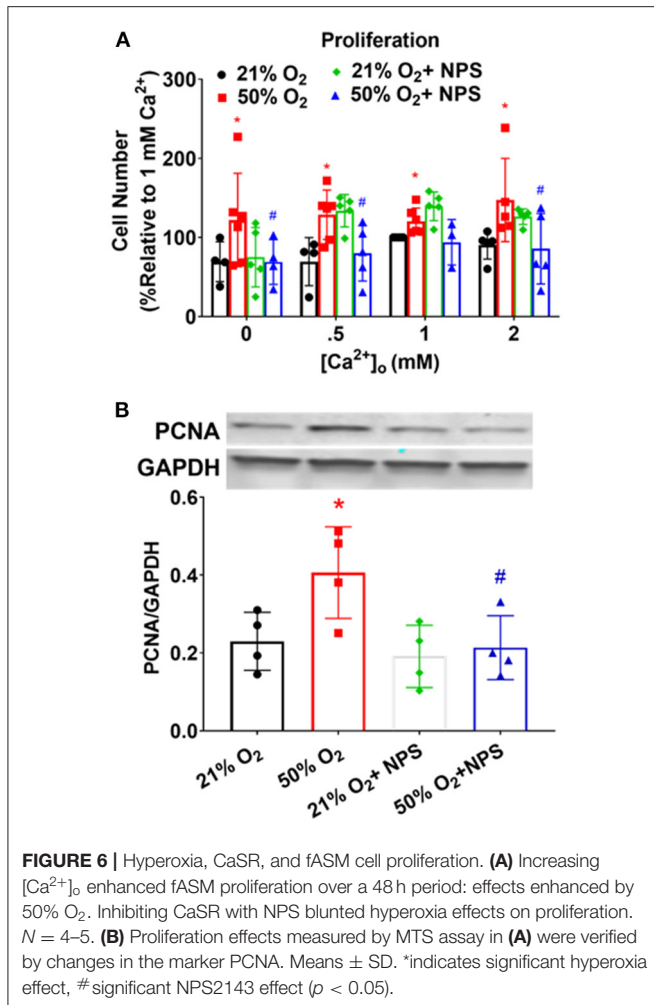 A
Proliferation
21% O₂
21% O₂+ NPS
50% O₂
50% O₂+ NPS
Cell Number
(%Relative to 1 mM Ca²⁺)
300
200
100
0
* * * *
# # #
0 .5 1 2
[Ca²⁺]ₒ (mM)
B
PCNA
GAPDH
PCNA/GAPDH
0.6
0.4
0.2
0.0
*
#
21% O₂
50% O₂
21% O₂+ NPS
50% O₂+NPS
FIGURE 6 | Hyperoxia, CaSR, and fASM cell proliferation. (A) Increasing
[Ca²⁺]ₒ enhanced fASM proliferation over a 48 h period: effects enhanced by
50% O₂. Inhibiting CaSR with NPS blunted hyperoxia effects on proliferation.
N = 4–5. (B) Proliferation effects measured by MTS assay in (A) were verified
by changes in the marker PCNA. Means ± SD. *indicates significant hyperoxia
effect, #significant NPS2143 effect (p < 0.05).